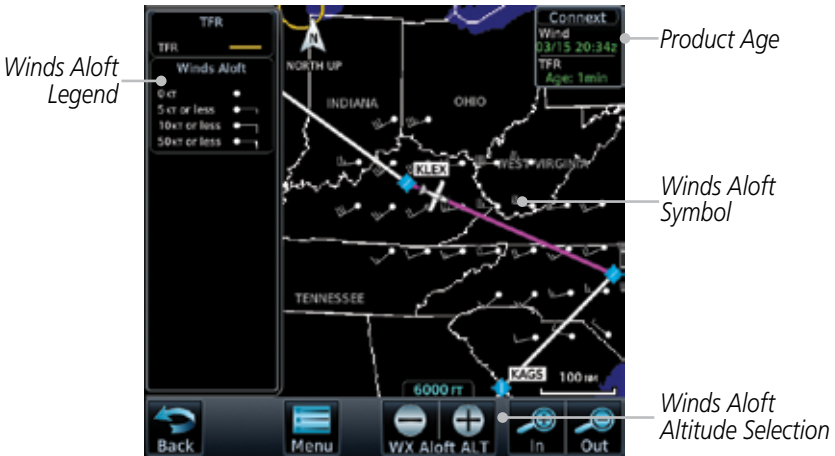 TFR
TFR
Winds Aloft
0 KT
5 KT or less
10 KT or less
50 KT or less
Winds Aloft
Legend
N
NORTH UP
INDIANA
OHIO
WEST VIRGINIA
KLEX
TENNESSEE
KAGS
100 NM
6000 FT
Connext
Wind
03/15 20:34z
TFR
Age: 1min
Product Age
Winds Aloft
Symbol
Winds Aloft
Altitude Selection
Back
Menu
WX Aloft ALT
In
Out